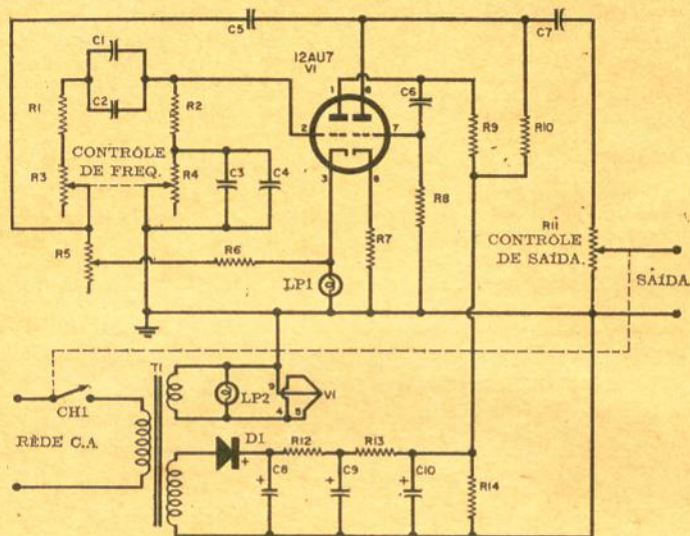 C5
C7
C1
12AU7
V1
1
6
C6
C2
R1
R2
2
7
R9
R10
CONTRÔLE
DE FREQ.
R3
R4
C3
C4
3
8
R8
R11
CONTRÔLE
DE SAÍDA.
R5
R6
R7
LP1
SAÍDA
T1
9
CH1
LP2
4
5
V1
RÊDE C.A.
D1
R12
R13
+
C8
+
C9
+
C10
+
R14